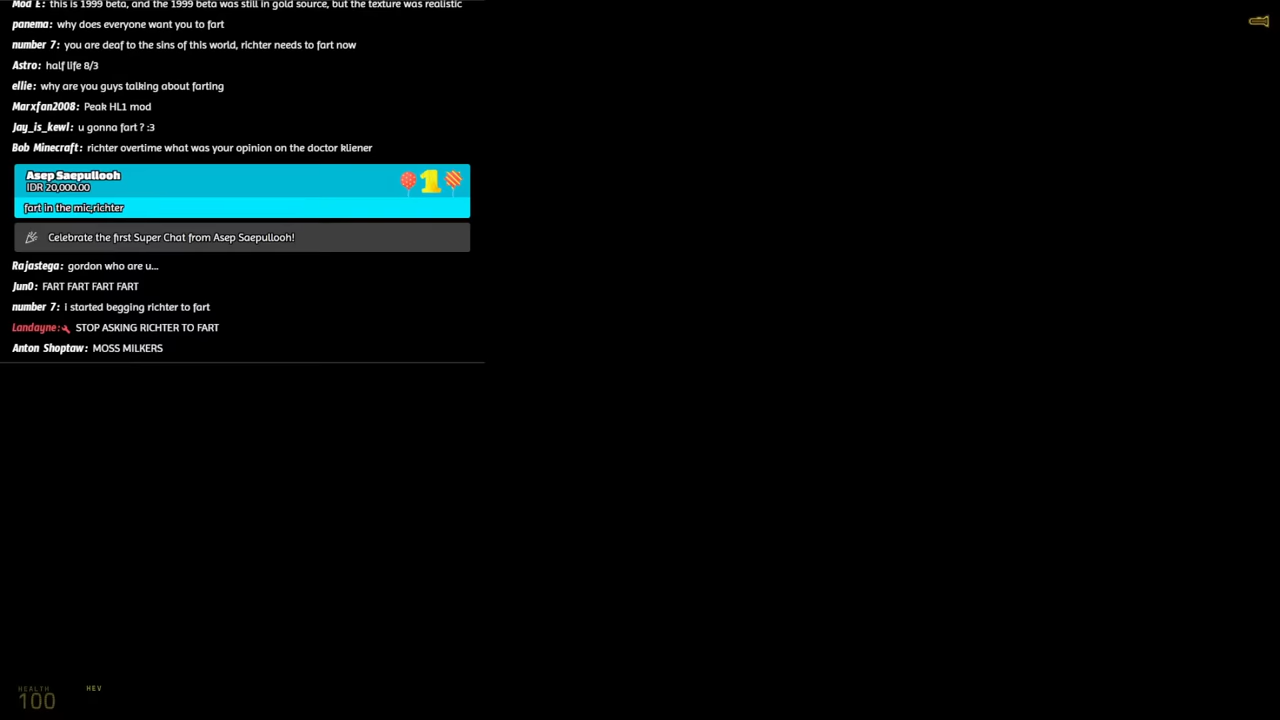 Mod E: this is 1999 beta, and the 1999 beta was still in gold source, but the texture was realistic
panema: why does everyone want you to fart
number 7: you are deaf to the sins of this world, richter needs to fart now
Astro: half life 8/3
ellie: why are you guys talking about farting
Marxfan2008: Peak HL1 mod
Jay_is_kewl: u gonna fart ? :3
Bob Minecraft: richter overtime what was your opinion on the doctor kliener
Asep Saepullooh
IDR 20,000.00
1
fart in the mic,richter
Celebrate the first Super Chat from Asep Saepullooh!
Rajastega: gordon who are u...
Jun0: FART FART FART FART
number 7: i started begging richter to fart
Landayne: STOP ASKING RICHTER TO FART
Anton Shoptaw: MOSS MILKERS
HEALTH
100
HEV